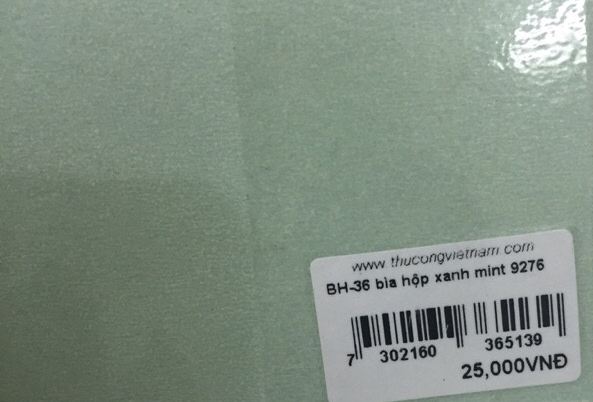 www.thucongvietnam.com
BH-36 bìa hộp xanh mint 9276
7 302160 365139
25,000VNĐ